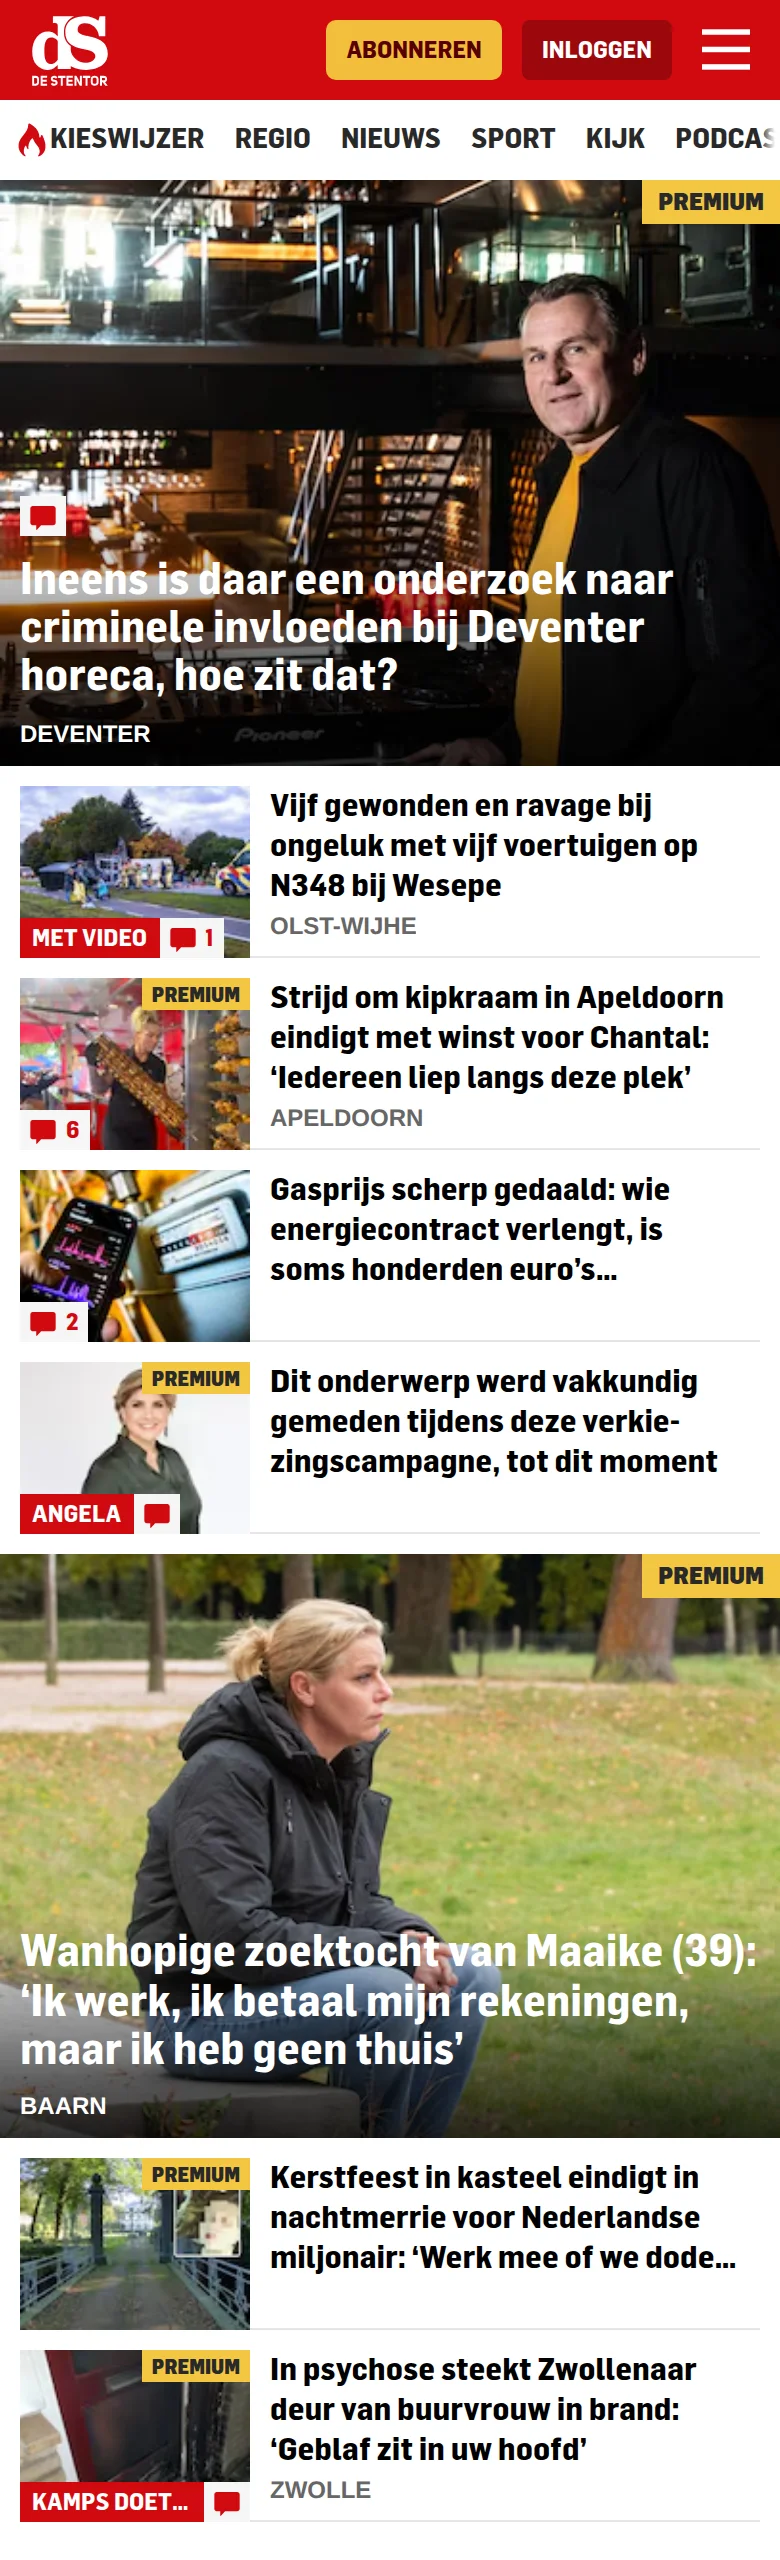 dS
DE STENTOR
ABONNEREN
INLOGGEN
KIESWIJZER REGIO NIEUWS SPORT KIJK PODCAS
PREMIUM
Ineens is daar een onderzoek naar
criminele invloeden bij Deventer
horeca, hoe zit dat?
DEVENTER
Pioneer
Vijf gewonden en ravage bij
ongeluk met vijf voertuigen op
N348 bij Wesepe
OLST-WIJHE
MET VIDEO 1
PREMIUM
Strijd om kipkraam in Apeldoorn
eindigt met winst voor Chantal:
‘Iedereen liep langs deze plek’
APELDOORN
6
Gasprijs scherp gedaald: wie
energiecontract verlengt, is
soms honderden euro’s...
2
PREMIUM
Dit onderwerp werd vakkundig
gemeden tijdens deze verkie-
zingscampagne, tot dit moment
ANGELA
PREMIUM
Wanhopige zoektocht van Maaike (39):
‘Ik werk, ik betaal mijn rekeningen,
maar ik heb geen thuis’
BAARN
PREMIUM
Kerstfeest in kasteel eindigt in
nachtmerrie voor Nederlandse
miljonair: ‘Werk mee of we dode...
PREMIUM
In psychose steekt Zwollenaar
deur van buurvrouw in brand:
‘Geblaf zit in uw hoofd’
ZWOLLE
KAMPS DOET...